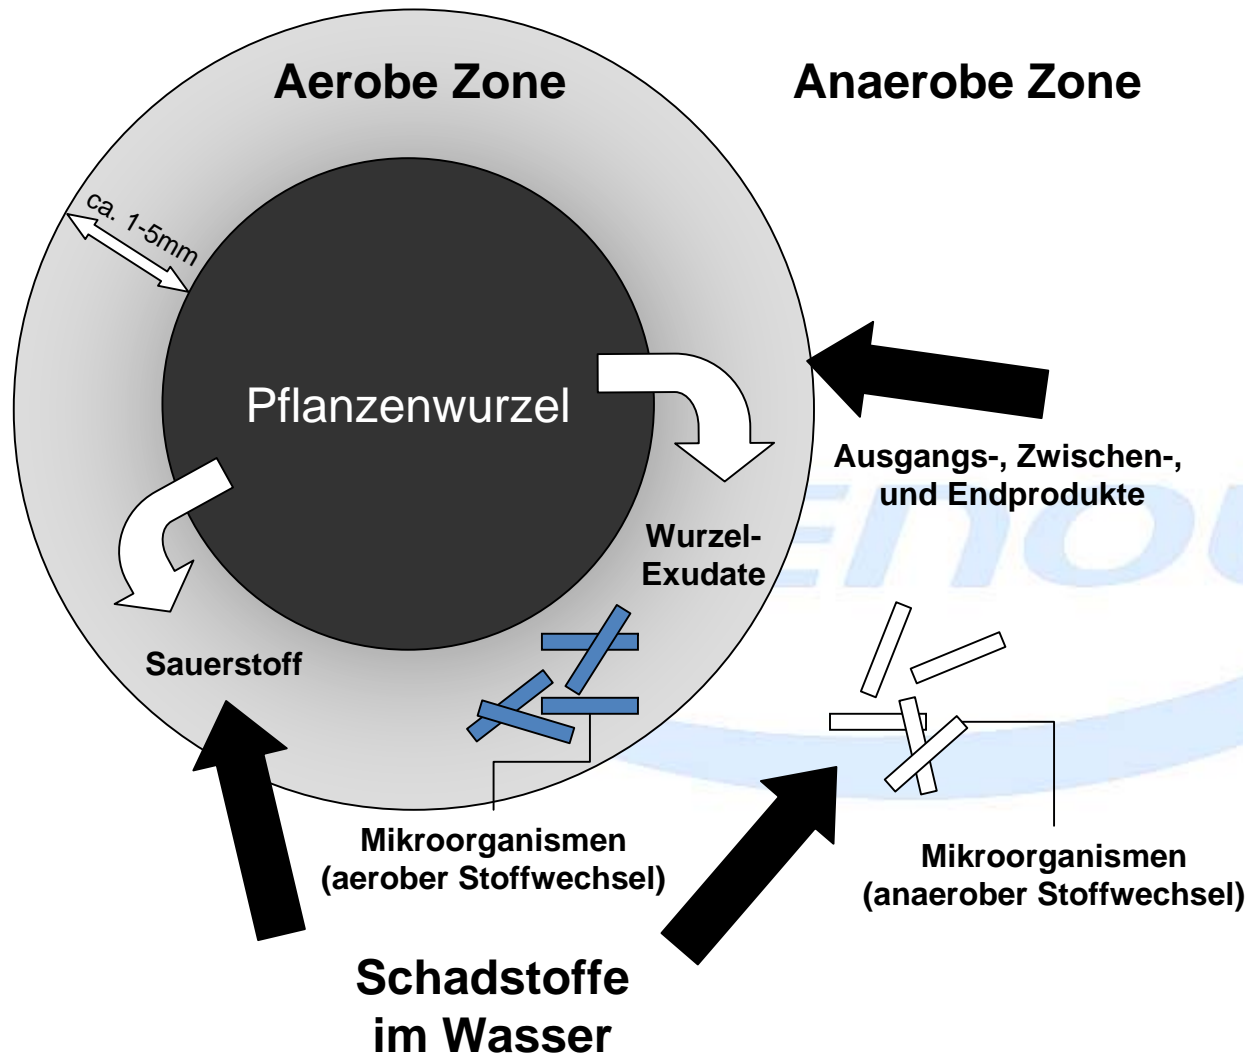 Aerobe Zone
Anaerobe Zone
ca. 1-5mm
Pflanzenwurzel
Ausgangs-, Zwischen-,
und Endprodukte
Wurzel-
Exudate
Sauerstoff
Mikroorganismen
(aerober Stoffwechsel)
Mikroorganismen
(anaerober Stoffwechsel)
Schadstoffe
im Wasser